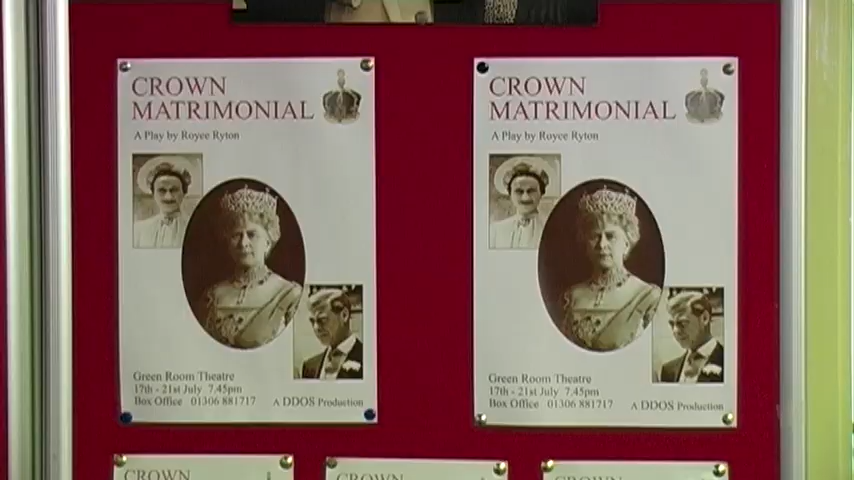 CROWN
MATRIMONIAL
A Play by Royce Ryton
Green Room Theatre
17th - 21st July 7.45pm
Box Office 01306 881717
A DDOS Production
CROWN
MATRIMONIAL
A Play by Royce Ryton
Green Room Theatre
17th - 21st July 7.45pm
Box Office 01306 881717
A DDOS Production
CROWN
CROWN
CROWN